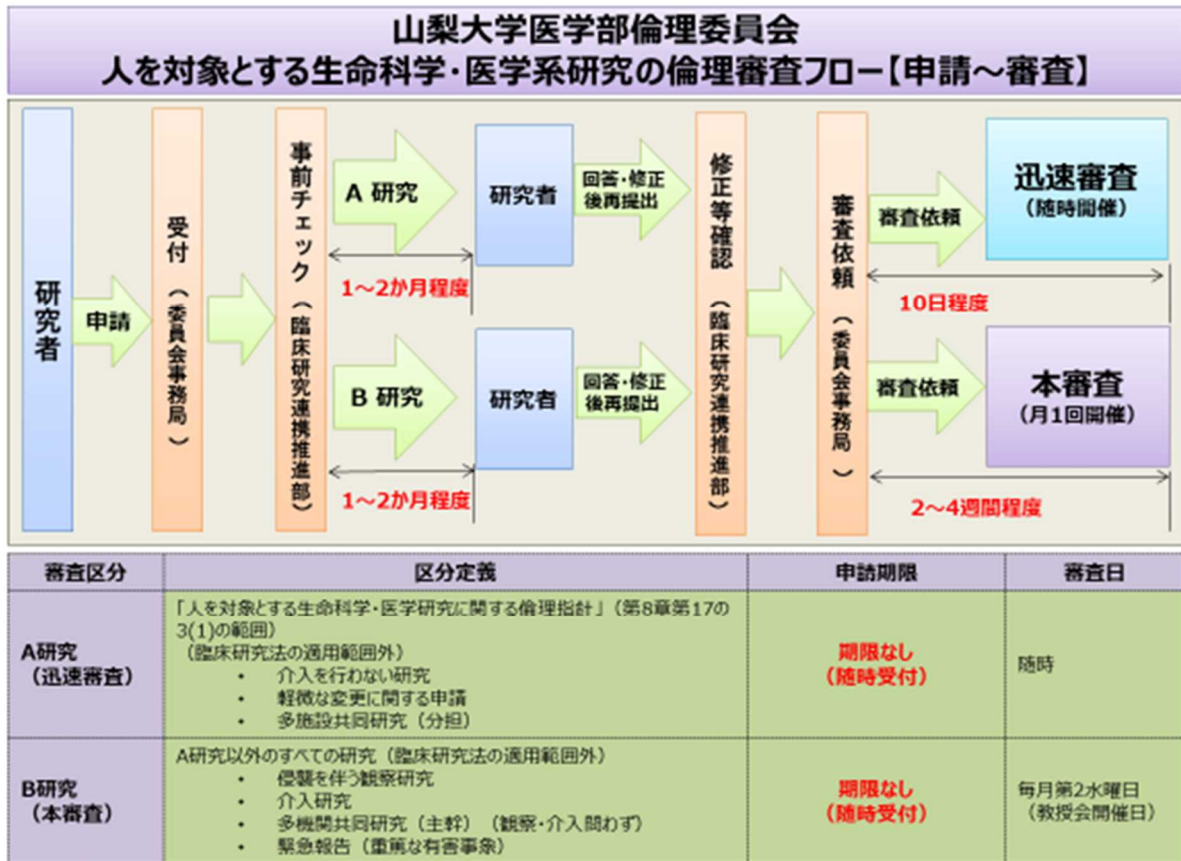 山梨大学医学部倫理委員会
人を対象とする生命科学・医学系研究の倫理審査フロー【申請～審査】
研究者
申請
受付（委員会事務局）
事前チェック（臨床研究連携推進部）
A 研究
1～2か月程度
研究者
回答・修正
後再提出
B 研究
1～2か月程度
研究者
回答・修正
後再提出
修正等確認（臨床研究連携推進部）
審査依頼（委員会事務局）
審査依頼
迅速審査
（随時開催）
10日程度
審査依頼
本審査
（月1回開催）
2～4週間程度
審査区分 区分定義 申請期限 審査日
A研究
（迅速審査）
「人を対象とする生命科学・医学研究に関する倫理指針」（第8章第17の
3(1)の範囲）
（臨床研究法の適用範囲外）
• 介入を行わない研究
• 軽微な変更に関する申請
• 多施設共同研究（分担）
期限なし
（随時受付）
随時
B研究
（本審査）
A研究以外のすべての研究（臨床研究法の適用範囲外）
• 侵襲を伴う観察研究
• 介入研究
• 多機関共同研究（主幹）（観察・介入問わず）
• 緊急報告（重篤な有害事象）
期限なし
（随時受付）
毎月第2水曜日
（教授会開催日）